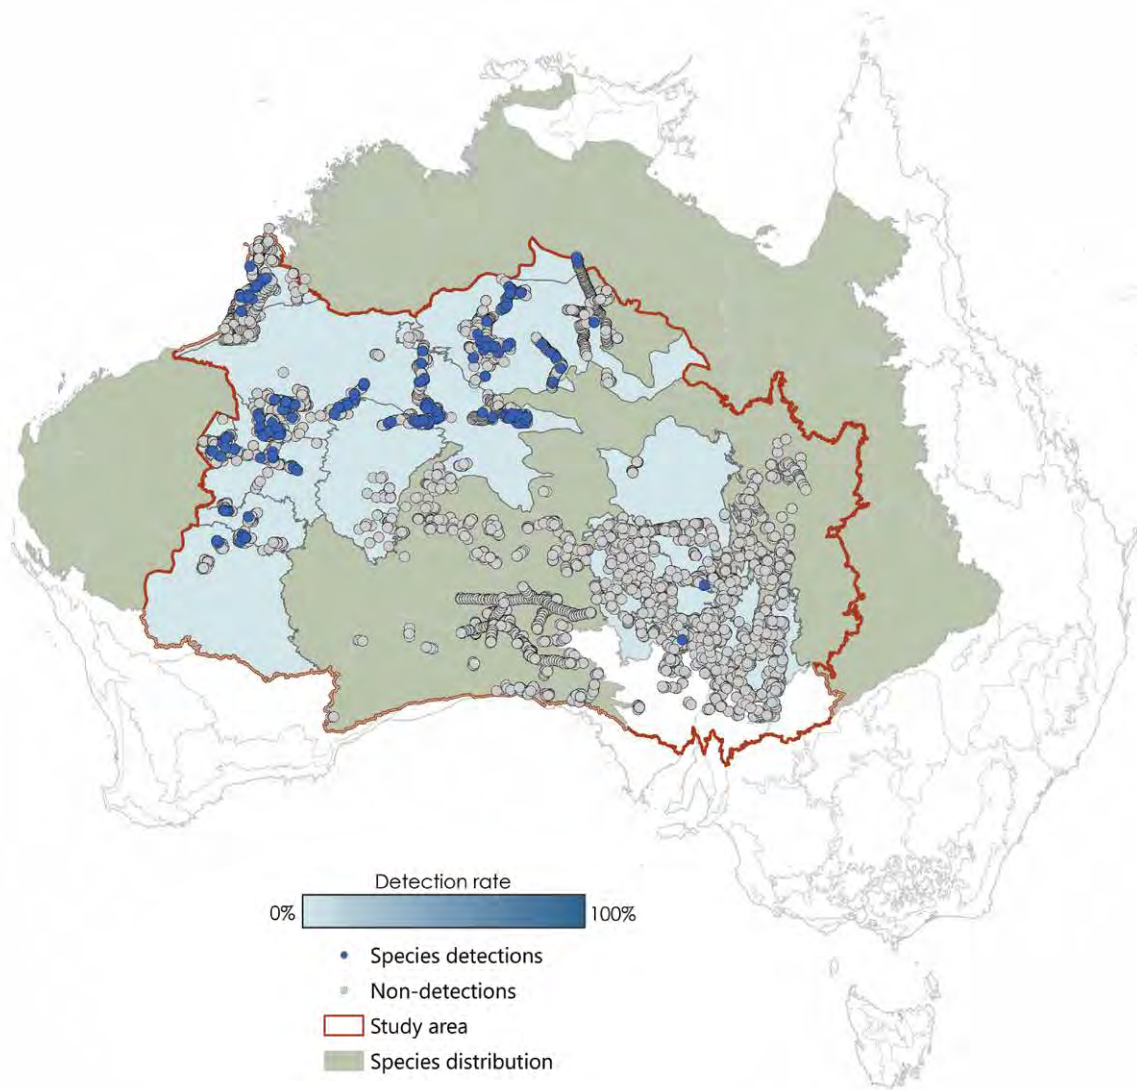 Detection rate
0% 100%
Species detections
Non-detections
Study area
Species distribution